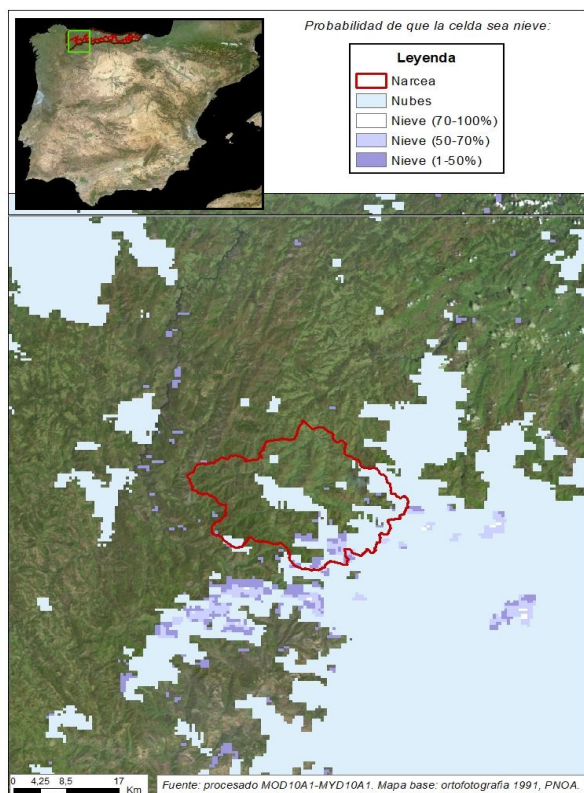 Probabilidad de que la celda sea nieve:
Leyenda
Narcea
Nubes
Nieve (70-100%)
Nieve (50-70%)
Nieve (1-50%)
0 4,25 8,5 17
Km
Fuente: procesado MOD10A1-MYD10A1. Mapa base: ortofotografía 1991, PNOA.